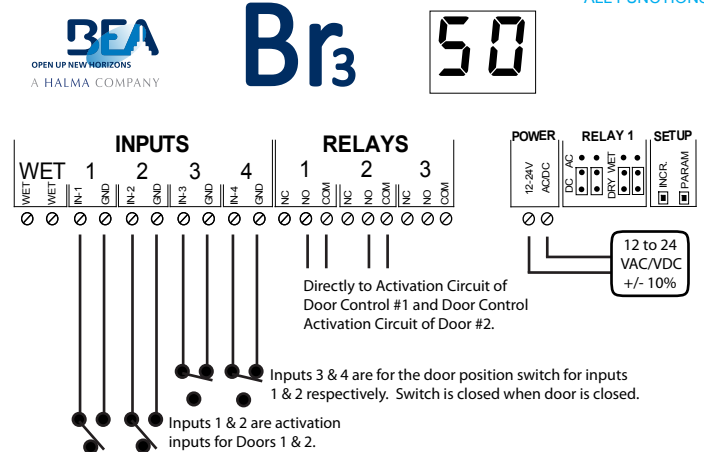 ALL FUNCTIONS
BEA
OPEN UP NEW HORIZONS
A HALMA COMPANY
Br3
50
INPUTS
RELAYS
POWER
RELAY 1
SETUP
WET 1 2 3 4 1 2 3
WET WET IN-1 GND IN-2 GND IN-3 GND IN-4 GND NC NO COM NC NO COM NC NO COM
12-24V AC/DC
DC AC DRY WET
INCR. PARAM
12 to 24
VAC/VDC
+/- 10%
Directly to Activation Circuit of
Door Control #1 and Door Control
Activation Circuit of Door #2.
Inputs 3 & 4 are for the door position switch for inputs
1 & 2 respectively. Switch is closed when door is closed.
Inputs 1 & 2 are activation
inputs for Doors 1 & 2.